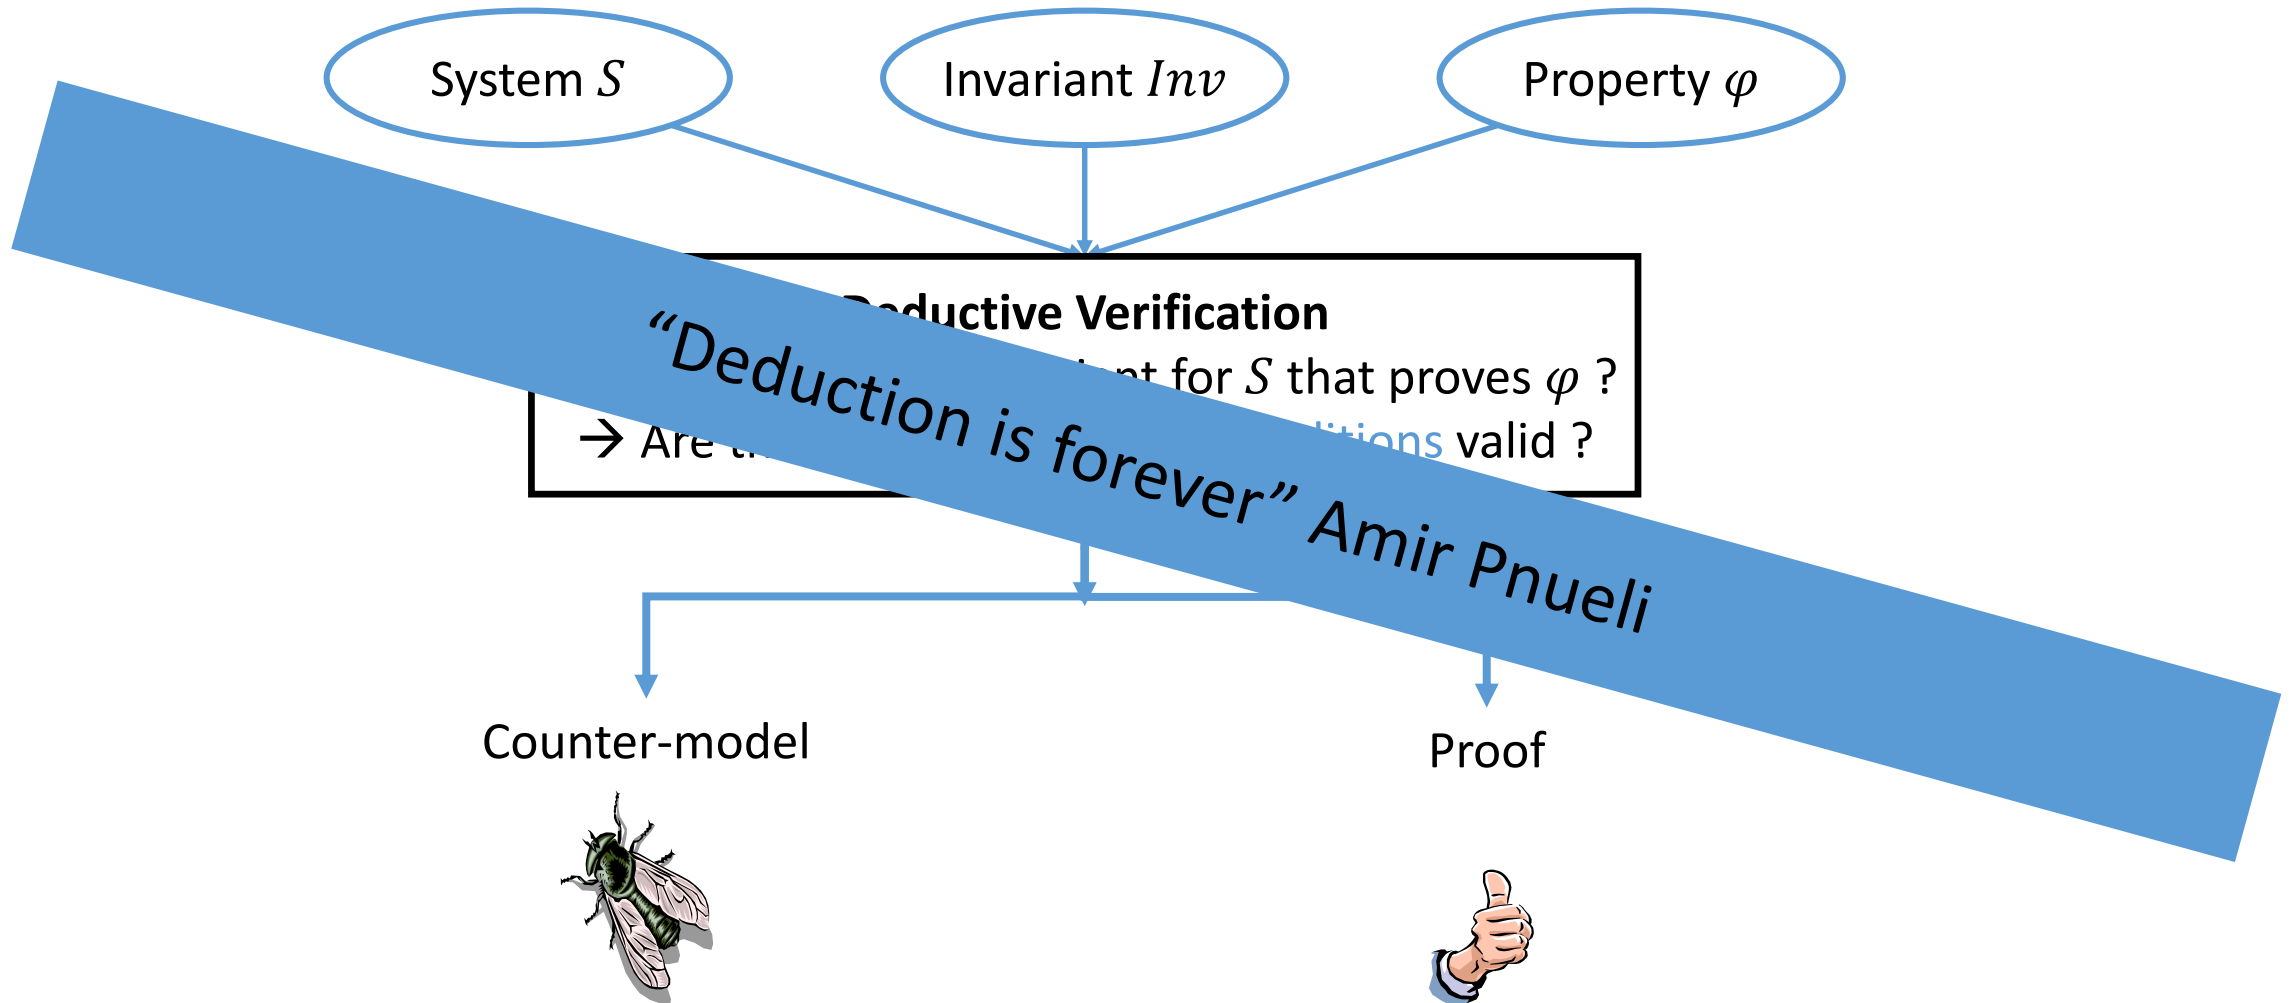 System 𝑆
Invariant 𝐼𝑛𝑣
Property 𝜑
Deductive Verification
for 𝑆 that proves 𝜑 ?
→ Are valid ?
“Deduction is forever” Amir Pnueli
Counter-model
Proof